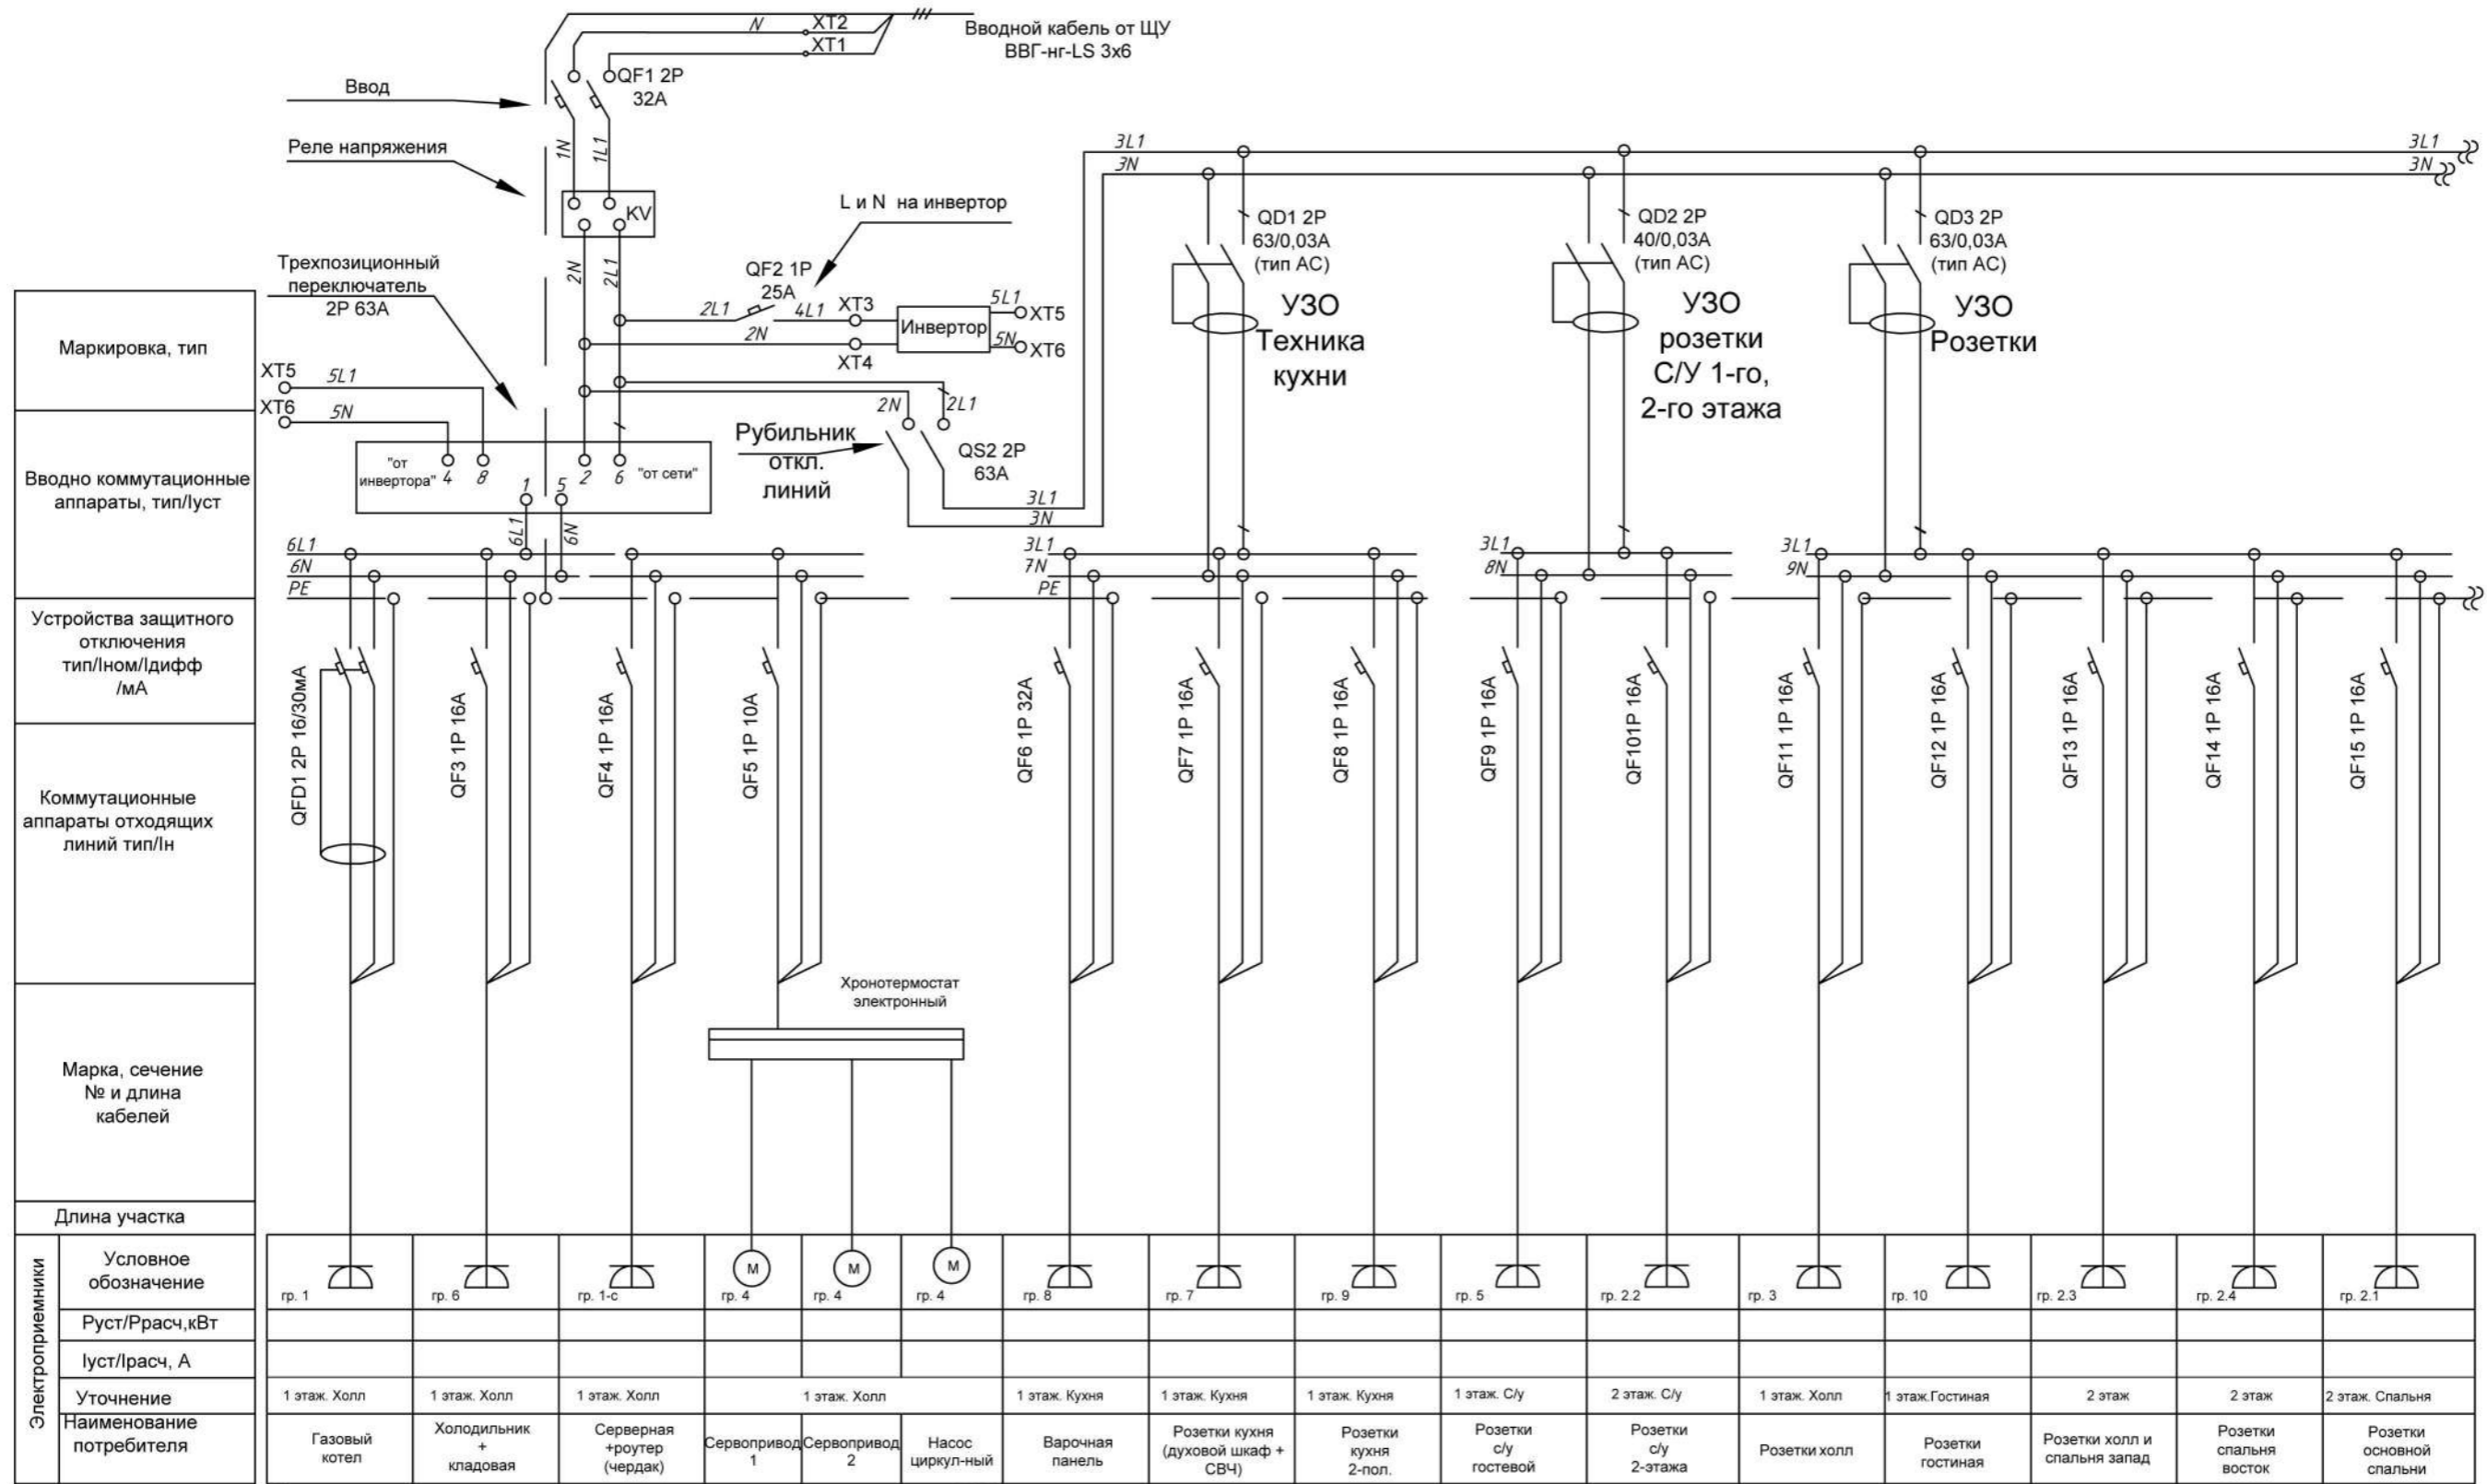 N
XT2
XT1
Вводной кабель от ЩУ
ВВГ-нг-LS 3х6
Ввод
QF1 2P
32A
Реле напряжения
1N
1L1
KV
L и N на инвертор
Трехпозиционный
переключатель
2P 63A
2N
2L1
QF2 1P
25A
2L1
4L1
XT3
2N
XT4
Инвертор
5L1
XT5
5N
XT6
XT5
5L1
XT6
5N
"от
инвертора"
4
8
1
5
2
6
"от сети"
6L1
6N
2N
2L1
Рубильник
откл.
линий
QS2 2P
63A
3L1
3N
3L1
3N
3L1
3N
QD1 2P
63/0,03A
(тип АС)
УЗО
Техника
кухни
QD2 2P
40/0,03A
(тип АС)
УЗО
розетки
С/У 1-го,
2-го этажа
QD3 2P
63/0,03A
(тип АС)
УЗО
Розетки
6L1
6N
PE
3L1
7N
PE
3L1
8N
3L1
9N
QFD1 2P 16/30мА
QF3 1P 16A
QF4 1P 16A
QF5 1P 10A
QF6 1P 32A
QF7 1P 16A
QF8 1P 16A
QF9 1P 16A
QF101P 16A
QF11 1P 16A
QF12 1P 16A
QF13 1P 16A
QF14 1P 16A
QF15 1P 16A
Хронотермостат
электронный
Маркировка, тип
Вводно коммутационные
аппараты, тип/Iуст
Устройства защитного
отключения
тип/Iном/Iдифф
/мА
Коммутационные
аппараты отходящих
линий тип/Iн
Марка, сечение
№ и длина
кабелей
Длина участка
Электроприемники
Условное
обозначение
гр. 1
гр. 6
гр. 1-с
M
гр. 4
M
гр. 4
M
гр. 4
гр. 8
гр. 7
гр. 9
гр. 5
гр. 2.2
гр. 3
гр. 10
гр. 2.3
гр. 2.4
гр. 2.1
Руст/Ррасч,кВт
Iуст/Iрасч, А
Уточнение
1 этаж. Холл
1 этаж. Холл
1 этаж. Холл
1 этаж. Холл
1 этаж. Кухня
1 этаж. Кухня
1 этаж. Кухня
1 этаж. С/у
2 этаж. С/у
1 этаж. Холл
1 этаж.Гостиная
2 этаж
2 этаж
2 этаж. Спальня
Наименование
потребителя
Газовый
котел
Холодильник
+
кладовая
Серверная
+роутер
(чердак)
Сервопривод
1
Сервопривод
2
Насос
циркул-ный
Варочная
панель
Розетки кухня
(духовой шкаф +
СВЧ)
Розетки
кухня
2-пол.
Розетки
с/у
гостевой
Розетки
с/у
2-этажа
Розетки холл
Розетки
гостиная
Розетки холл и
спальня запад
Розетки
спальня
восток
Розетки
основной
спальни